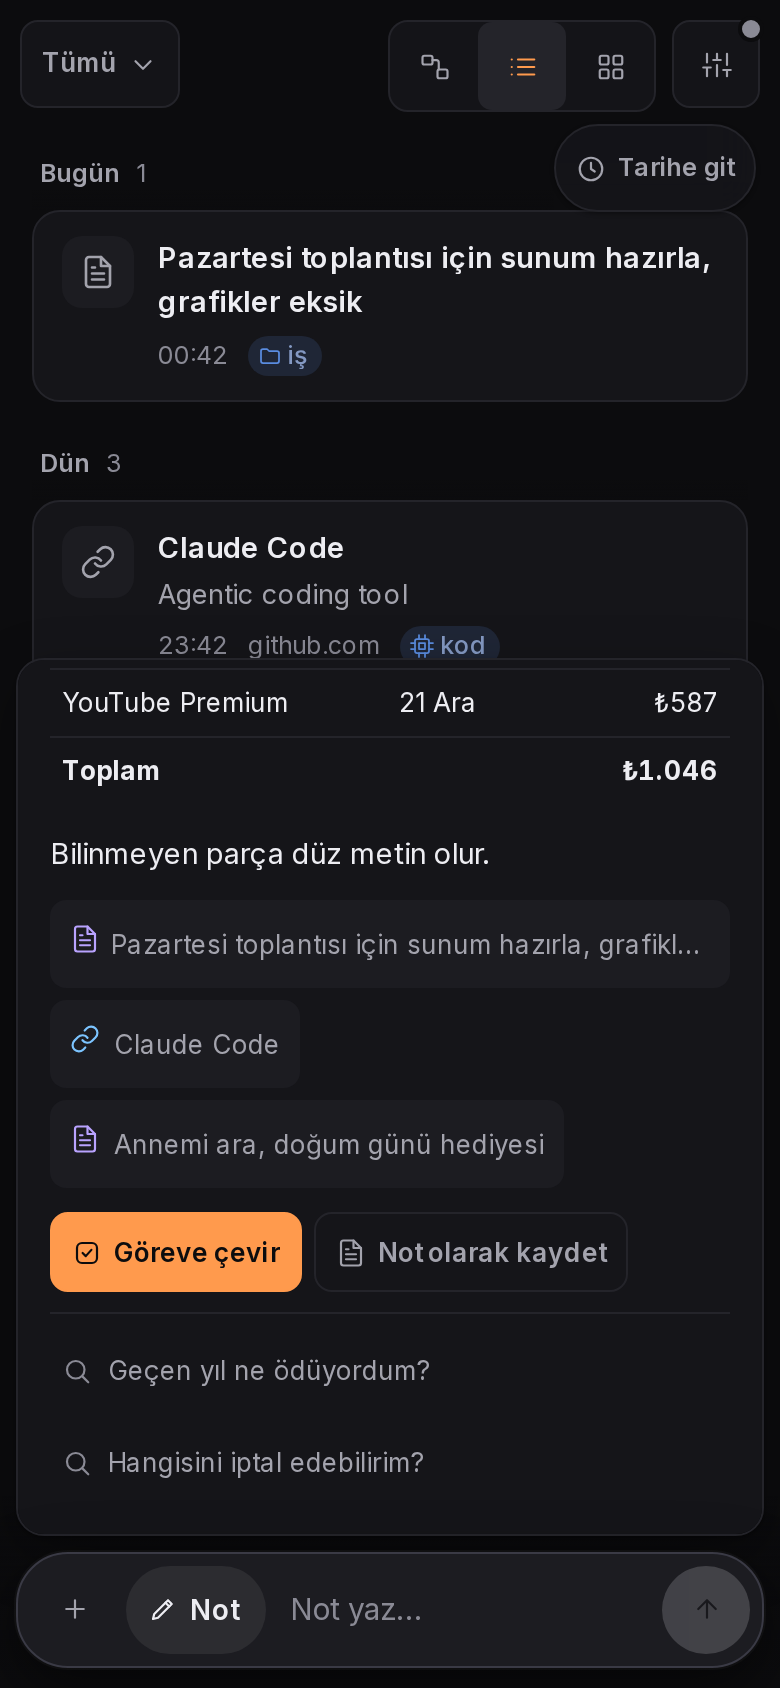 Tümü
Bugün 1
Tarihe git
Pazartesi toplantısı için sunum hazırla,
grafikler eksik
00:42 iş
Dün 3
Claude Code
Agentic coding tool
23:42 github.com kod
YouTube Premium 21 Ara ₺587
Toplam ₺1.046
Bilinmeyen parça düz metin olur.
Pazartesi toplantısı için sunum hazırla, grafikl...
Claude Code
Annemi ara, doğum günü hediyesi
Göreve çevir
Not olarak kaydet
Geçen yıl ne ödüyordum?
Hangisini iptal edebilirim?
Not Not yaz...